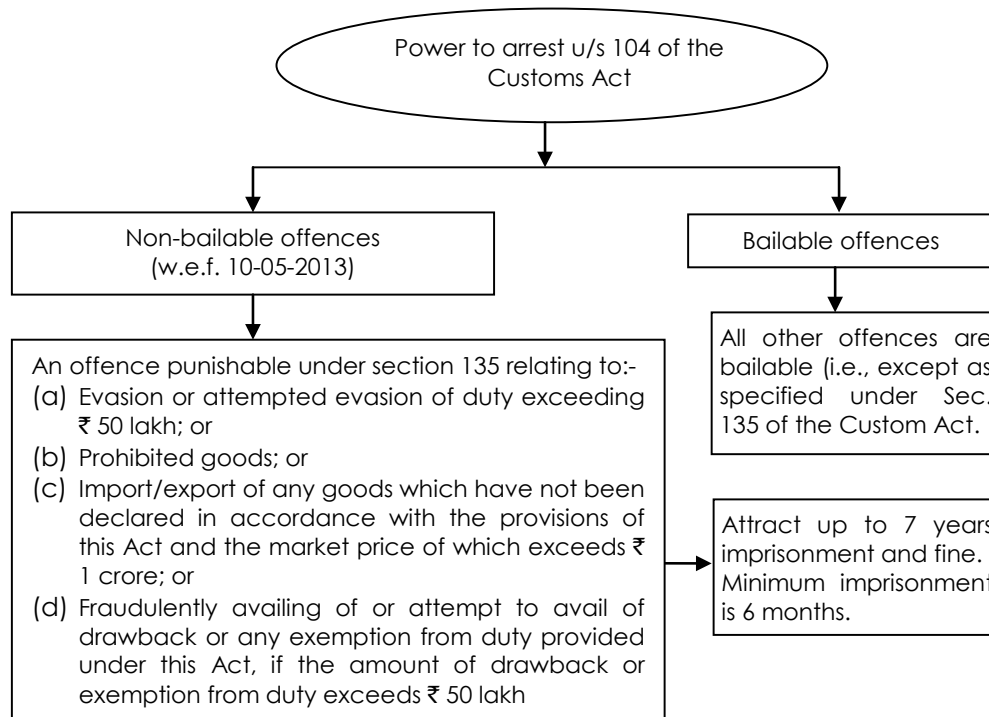 Power to arrest u/s 104 of the
Customs Act
Non-bailable offences
(w.e.f. 10-05-2013)
Bailable offences
An offence punishable under section 135 relating to:-
(a) Evasion or attempted evasion of duty exceeding
₹ 50 lakh; or
(b) Prohibited goods; or
(c) Import/export of any goods which have not been
declared in accordance with the provisions of
this Act and the market price of which exceeds ₹
1 crore; or
(d) Fraudulently availing of or attempt to avail of
drawback or any exemption from duty provided
under this Act, if the amount of drawback or
exemption from duty exceeds ₹ 50 lakh
All other offences are
bailable (i.e., except as
specified under Sec.
135 of the Custom Act.
Attract up to 7 years
imprisonment and fine.
Minimum imprisonment
is 6 months.